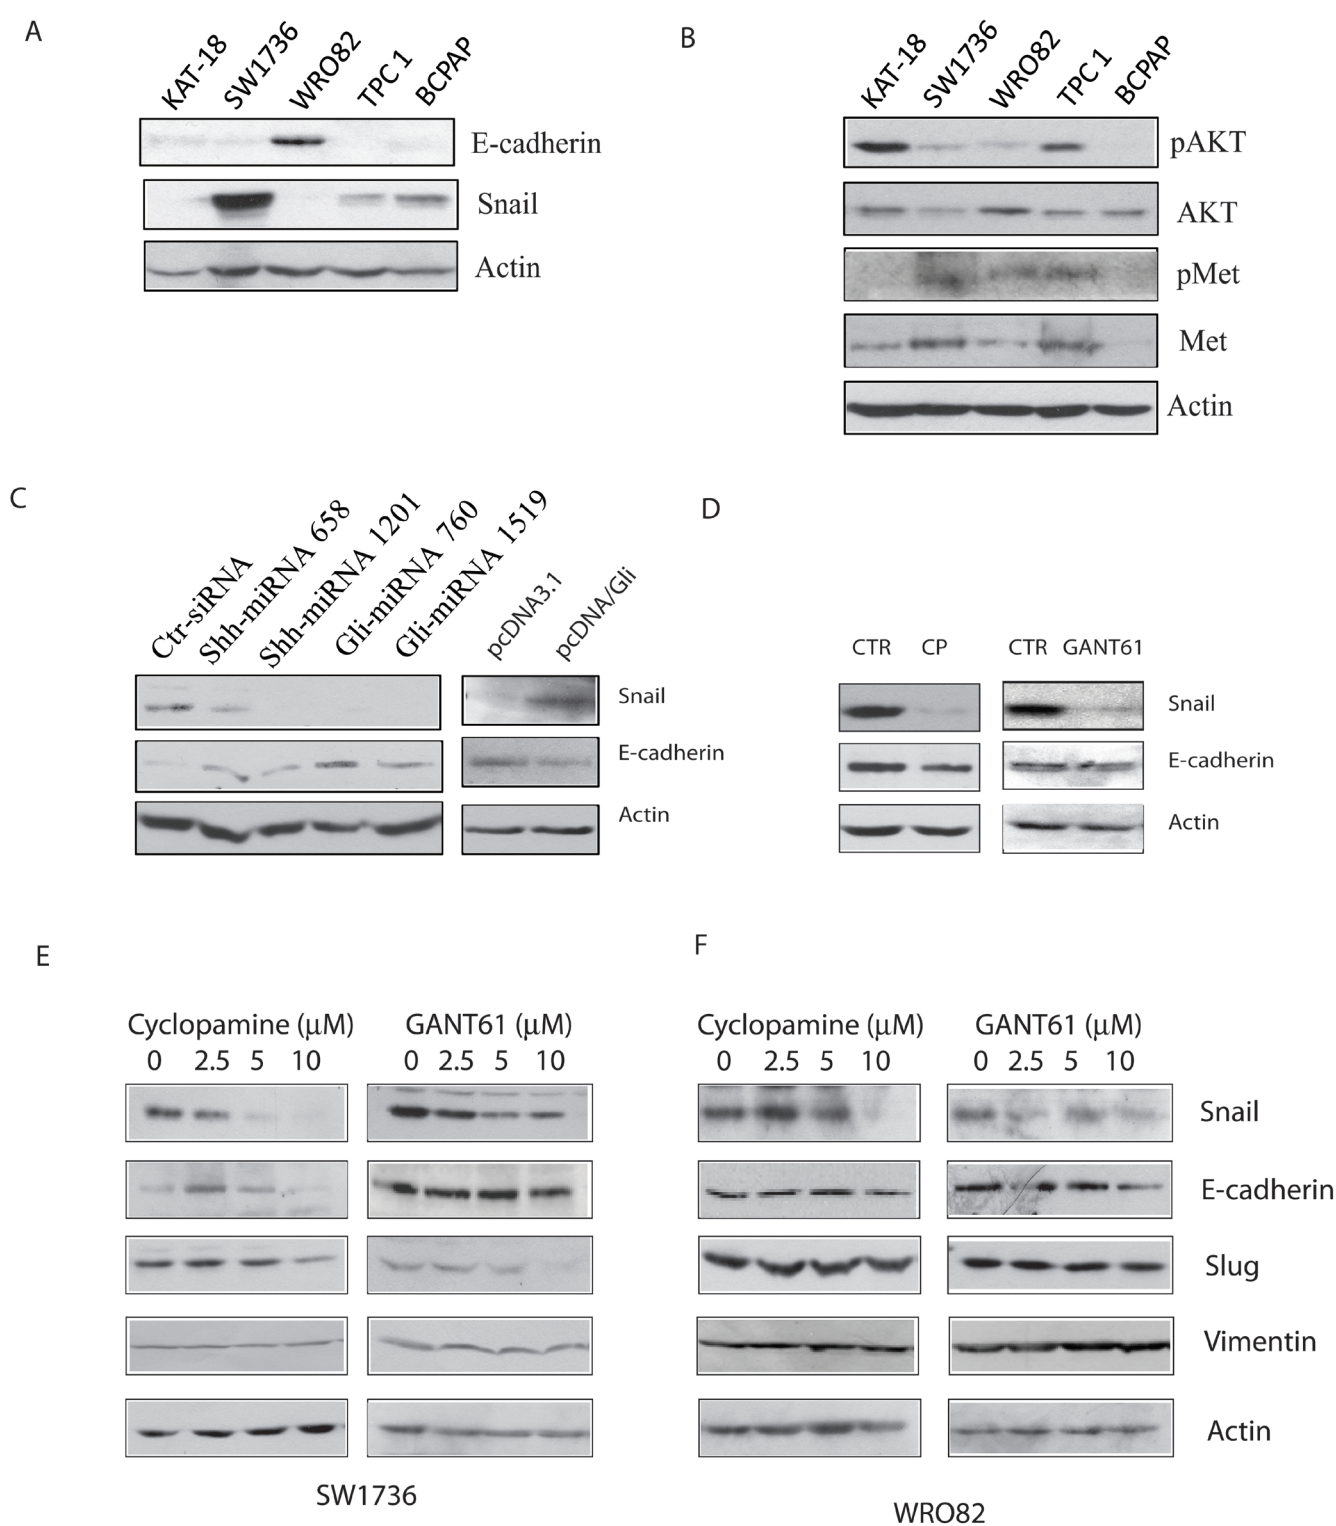 A
KAT-18 SW1736 WRO82 TPC1 BCPAP
E-cadherin
Snail
Actin
B
KAT-18 SW1736 WRO82 TPC1 BCPAP
pAKT
AKT
pMet
Met
Actin
C
Ctr-siRNA Shh-miRNA 658 Shh-miRNA 1201 Gli-miRNA 760 Gli-miRNA 1519 pcDNA3.1 pcDNA/Gli
Snail
E-cadherin
Actin
D
CTR CP CTR GANT61
Snail
E-cadherin
Actin
E
Cyclopamine (μM) GANT61 (μM)
0 2.5 5 10 0 2.5 5 10
SW1736
F
Cyclopamine (μM) GANT61 (μM)
0 2.5 5 10 0 2.5 5 10
Snail
E-cadherin
Slug
Vimentin
Actin
WRO82